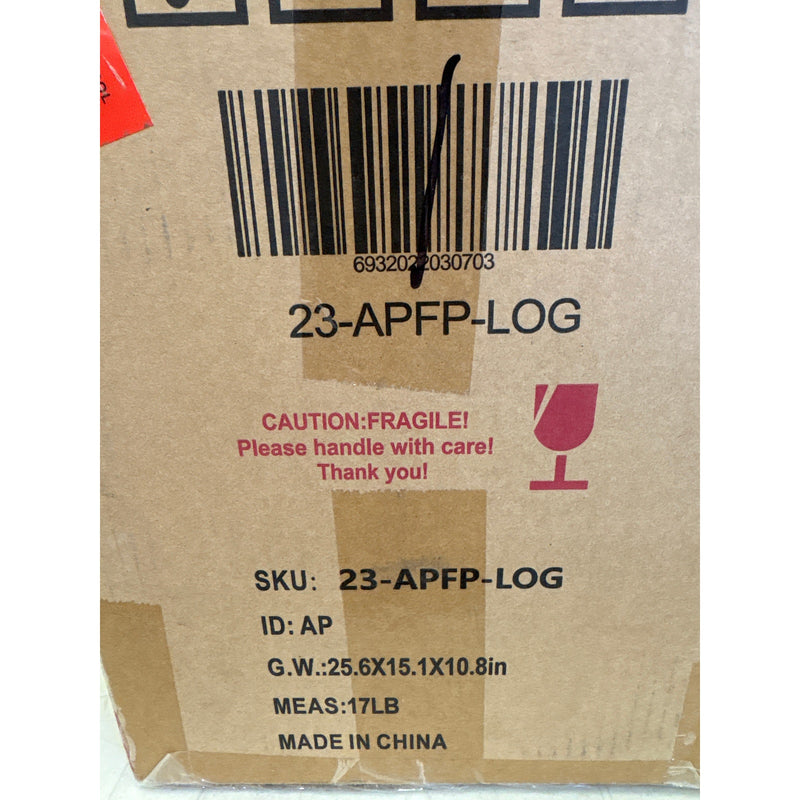 6932022030703
23-APFP-LOG
CAUTION:FRAGILE!
Please handle with care!
Thank you!
SKU: 23-APFP-LOG
ID: AP
G.W.:25.6X15.1X10.8in
MEAS:17LB
MADE IN CHINA